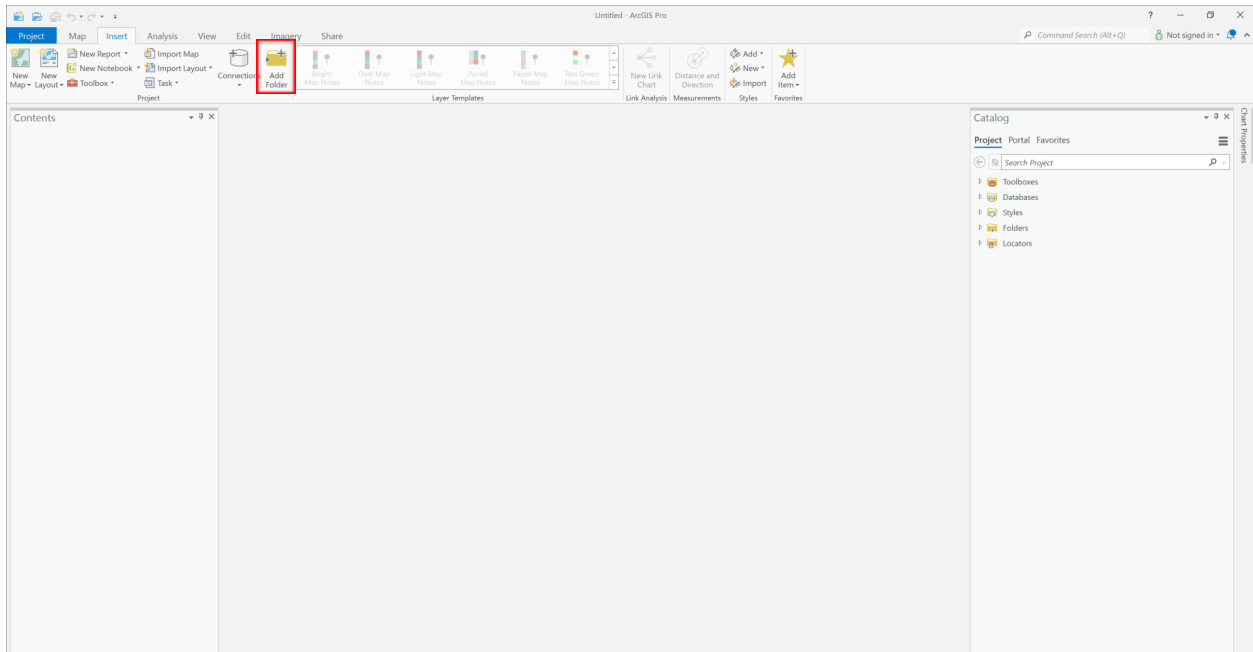 Untitled - ArcGIS Pro
?
Project Map Insert Analysis View Edit Imagery Share
Command Search (Alt+Q)
Not signed in
New Map
New Layout
New Report
New Notebook
Toolbox
Import Map
Import Layout
Task
Connections
Add Folder
Bright Map Notes
Dark Map Notes
Light Map Notes
Paired Map Notes
Pastel Map Notes
Red Green Map Notes
New Link Chart
Distance and Direction
Add
New
Import
Add Item
Project
Layer Templates
Link Analysis
Measurements
Styles
Favorites
Contents
Catalog
Project Portal Favorites
Search Project
Toolboxes
Databases
Styles
Folders
Locators
Chart Properties